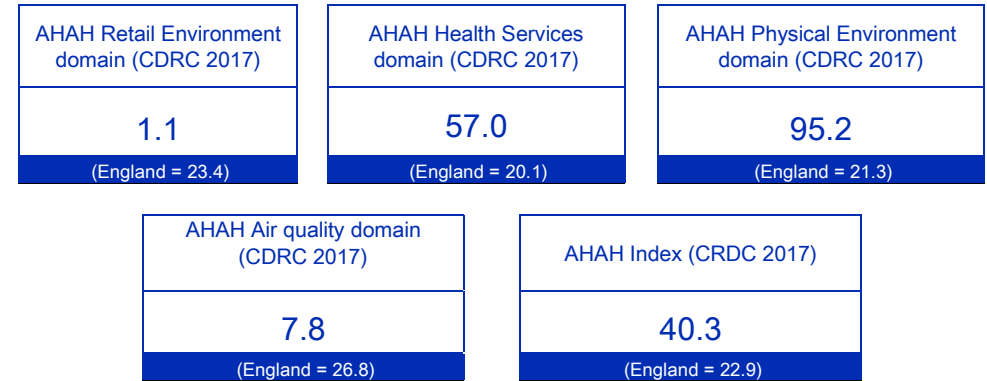 AHAH Retail Environment
domain (CDRC 2017)
1.1
(England = 23.4)
AHAH Health Services
domain (CDRC 2017)
57.0
(England = 20.1)
AHAH Physical Environment
domain (CDRC 2017)
95.2
(England = 21.3)
AHAH Air quality domain
(CDRC 2017)
7.8
(England = 26.8)
AHAH Index (CRDC 2017)
40.3
(England = 22.9)